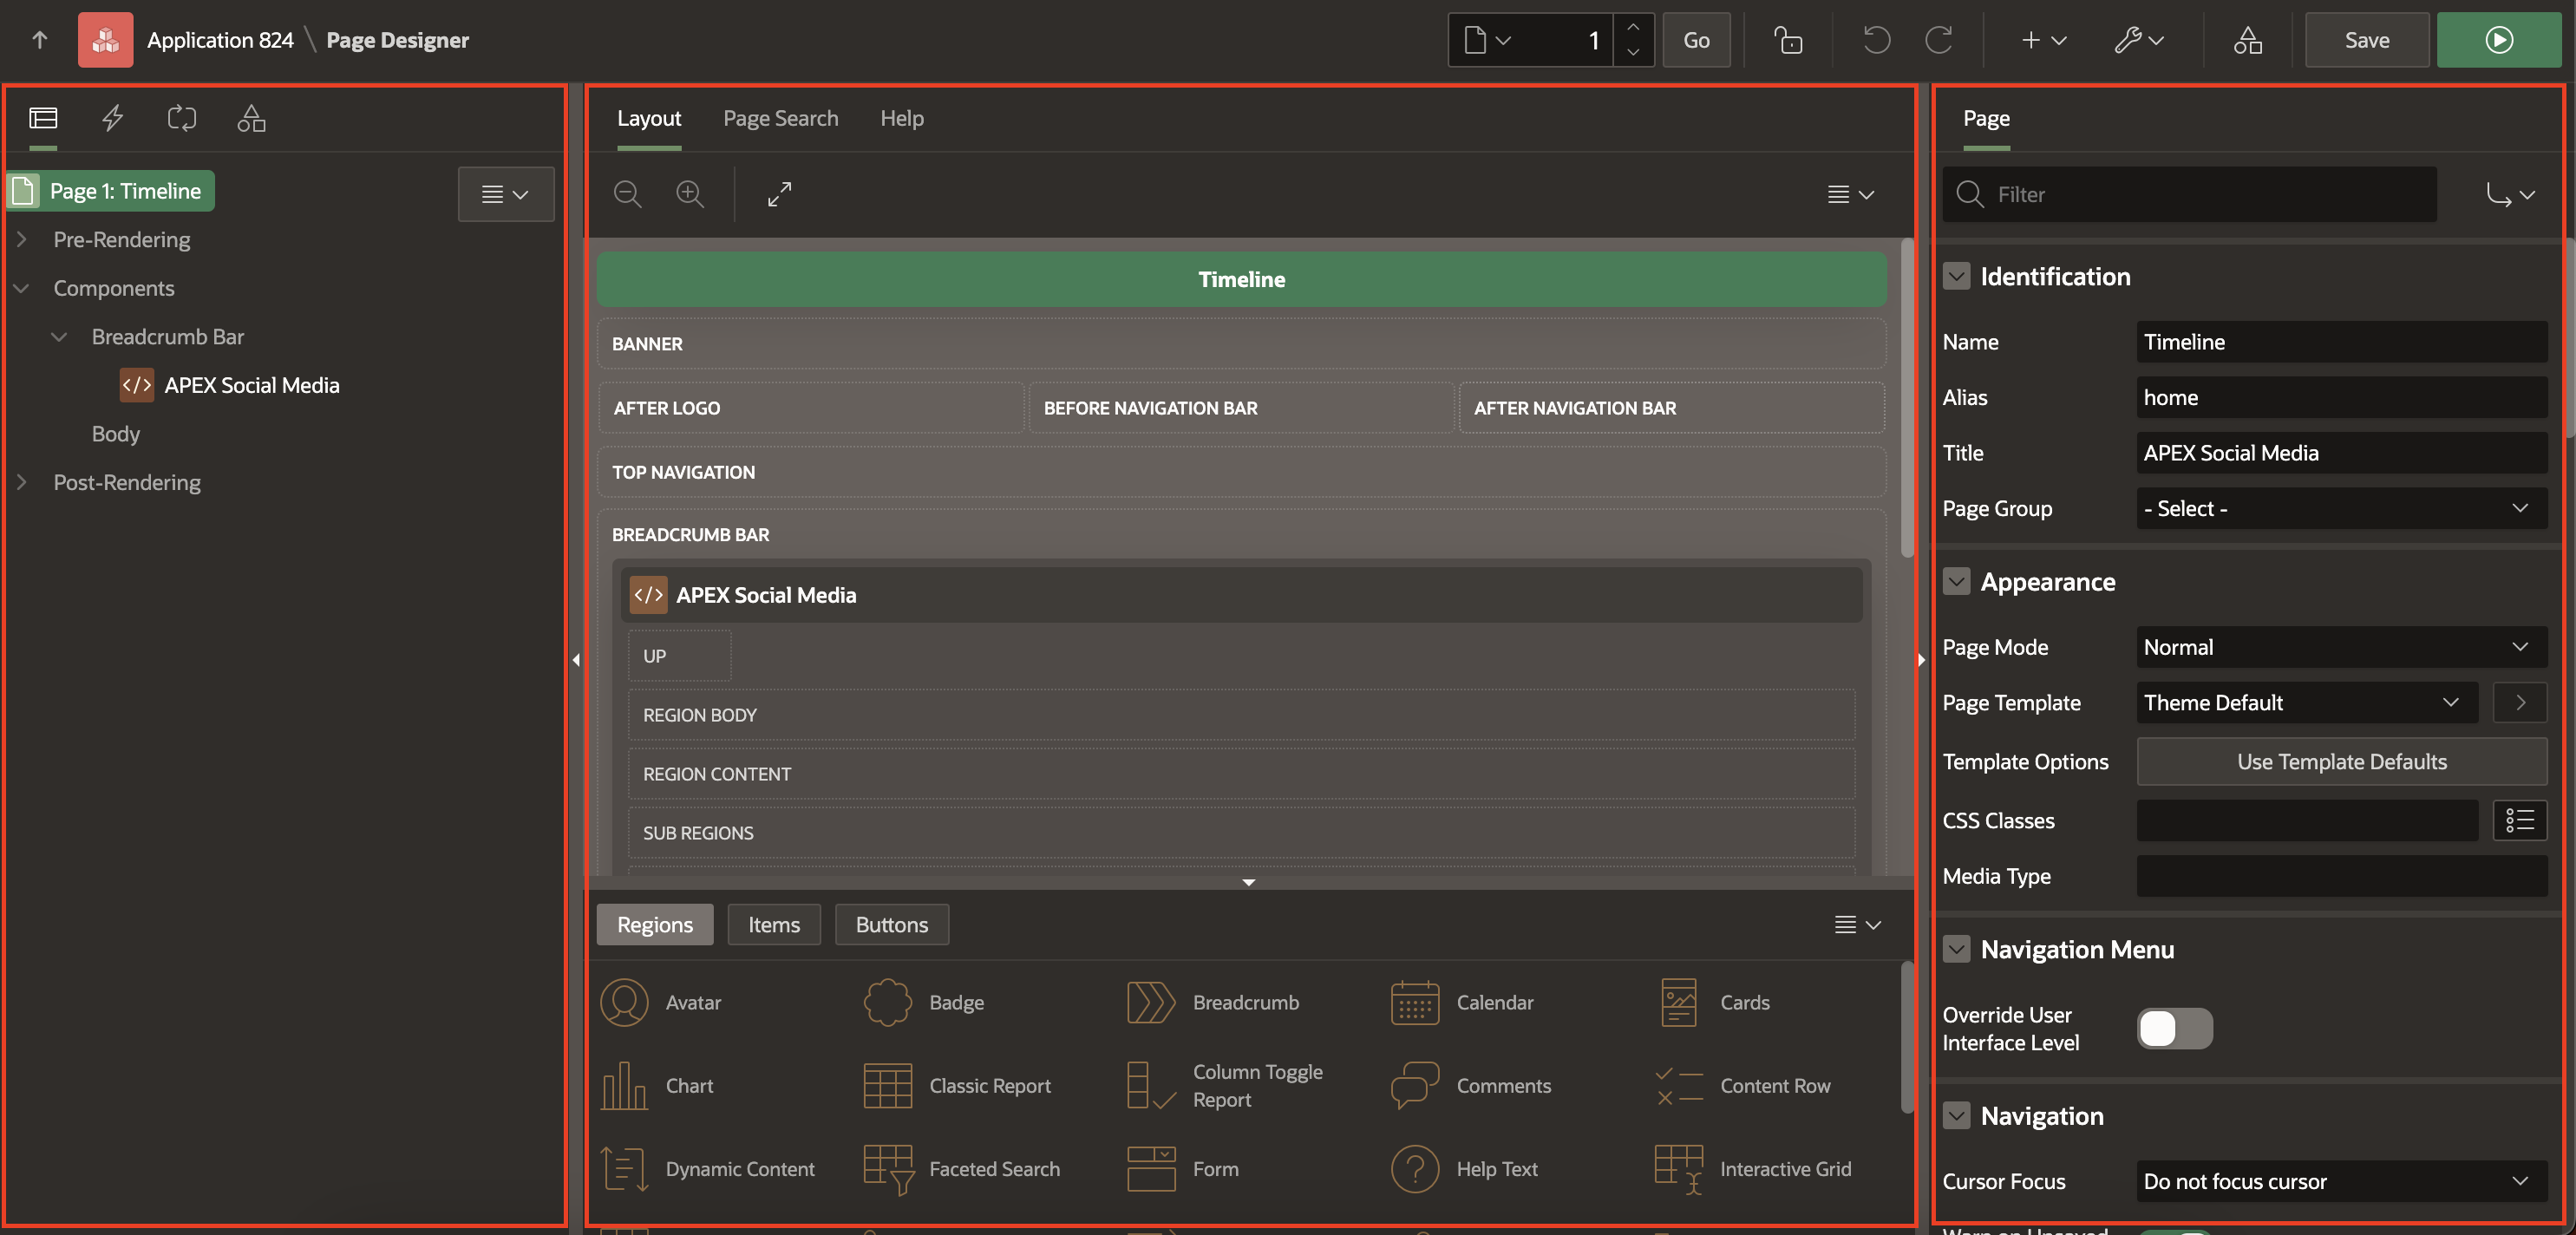 Application 824 \ Page Designer
1
Go
Save
Page 1: Timeline
Pre-Rendering
Components
Breadcrumb Bar
APEX Social Media
Body
Post-Rendering
Layout
Page Search
Help
Timeline
BANNER
AFTER LOGO
BEFORE NAVIGATION BAR
AFTER NAVIGATION BAR
TOP NAVIGATION
BREADCRUMB BAR
APEX Social Media
UP
REGION BODY
REGION CONTENT
SUB REGIONS
Regions
Items
Buttons
Avatar
Badge
Breadcrumb
Calendar
Cards
Chart
Classic Report
Column Toggle
Report
Comments
Content Row
Dynamic Content
Faceted Search
Form
Help Text
Interactive Grid
Page
Filter
Identification
Name
Timeline
Alias
home
Title
APEX Social Media
Page Group
- Select -
Appearance
Page Mode
Normal
Page Template
Theme Default
Template Options
Use Template Defaults
CSS Classes
Media Type
Navigation Menu
Override User
Interface Level
Navigation
Cursor Focus
Do not focus cursor